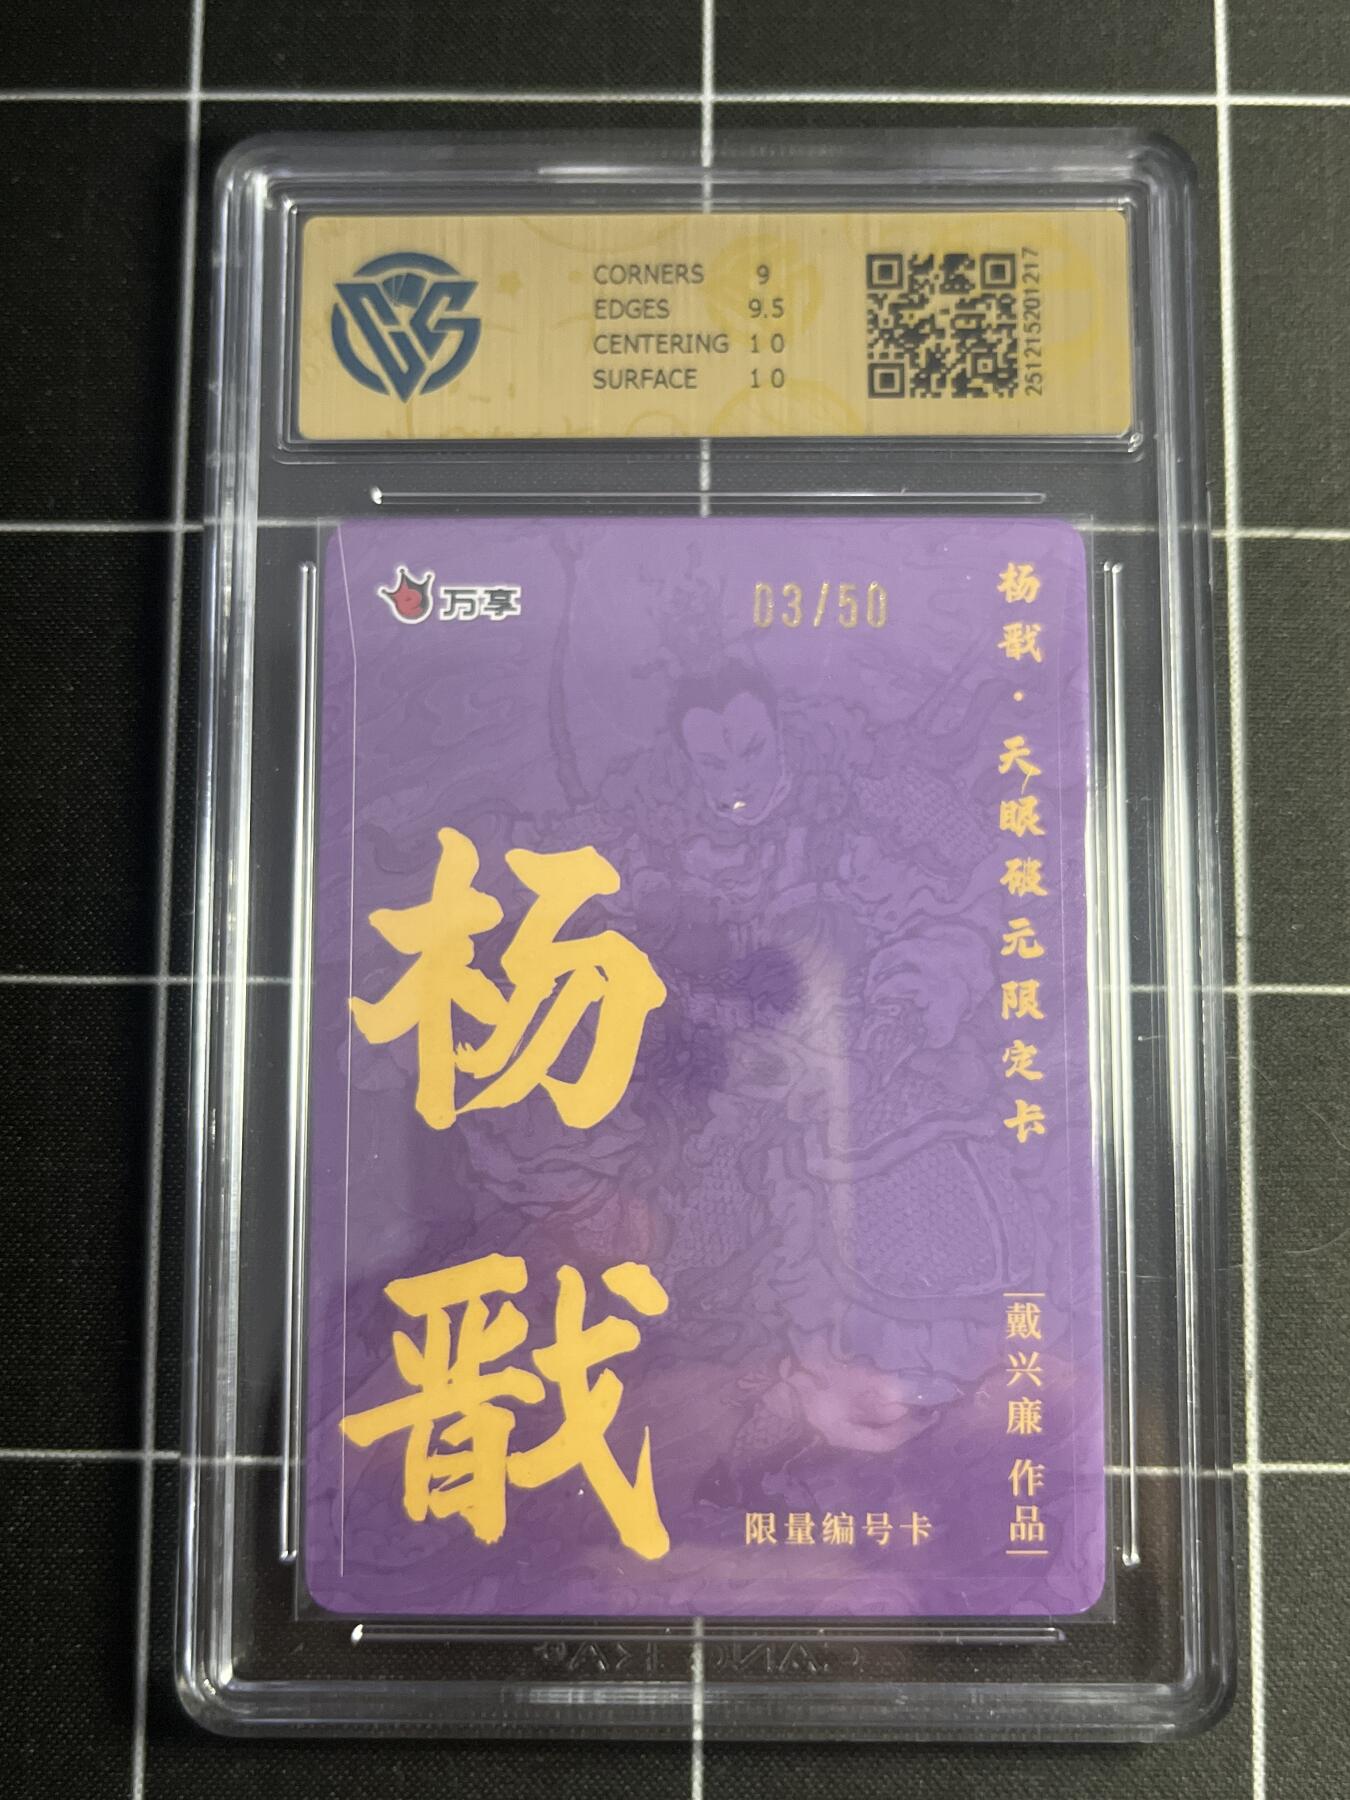 CORNERS 9
EDGES 9.5
CENTERING 10
SURFACE 10
251215201217
万享
03/50
杨戬·天眼破元限定卡
杨戬
戴兴廉 作品
限量编号卡